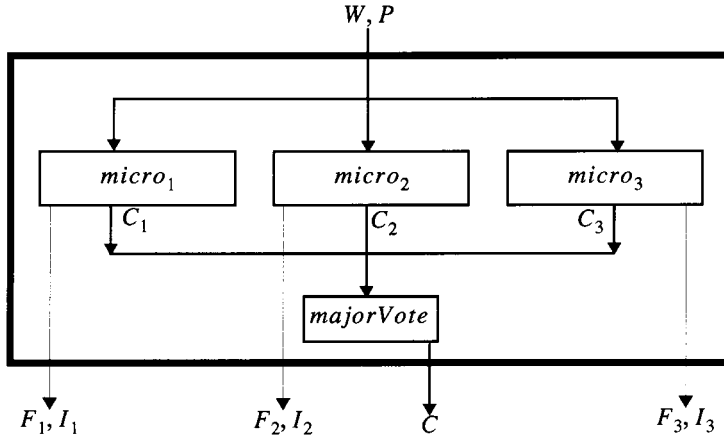 W, P
micro₁ micro₂ micro₃
C₁ C₂ C₃
majorVote
F₁, I₁ F₂, I₂ C F₃, I₃